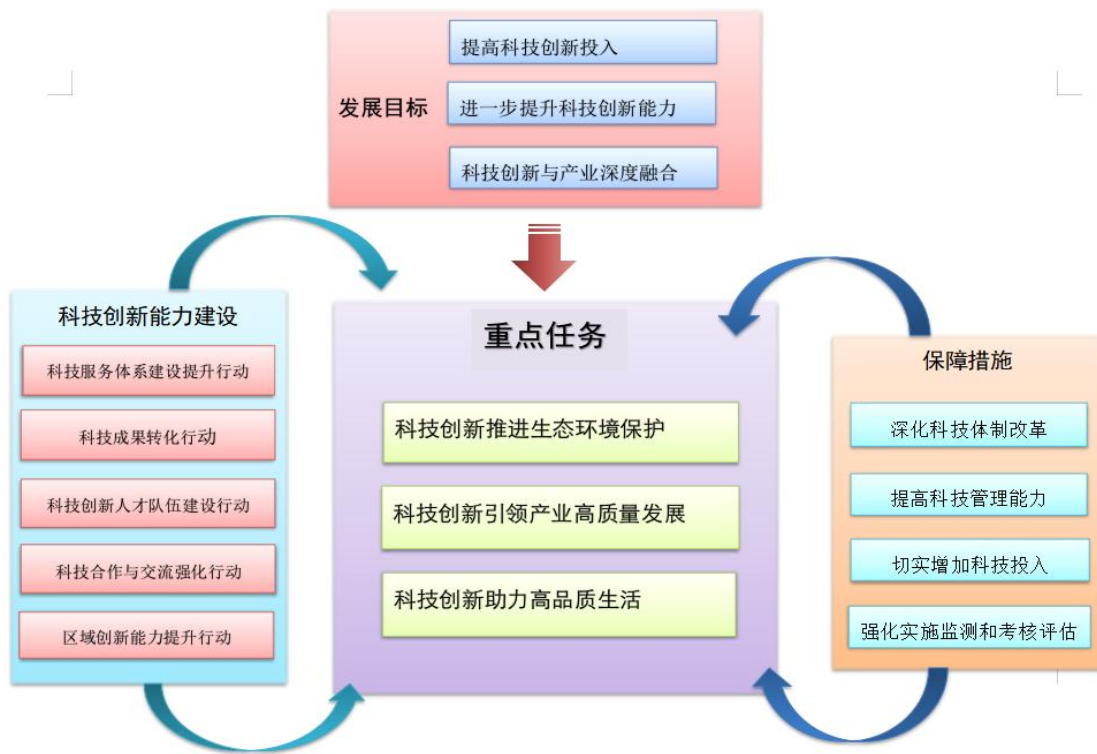 发展目标
提高科技创新投入
进一步提升科技创新能力
科技创新与产业深度融合
科技创新能力建设
科技服务体系建设提升行动
科技成果转化行动
科技创新人才队伍建设行动
科技合作与交流强化行动
区域创新能力提升行动
重点任务
科技创新推进生态环境保护
科技创新引领产业高质量发展
科技创新助力高品质生活
保障措施
深化科技体制改革
提高科技管理能力
切实增加科技投入
强化实施监测和考核评估